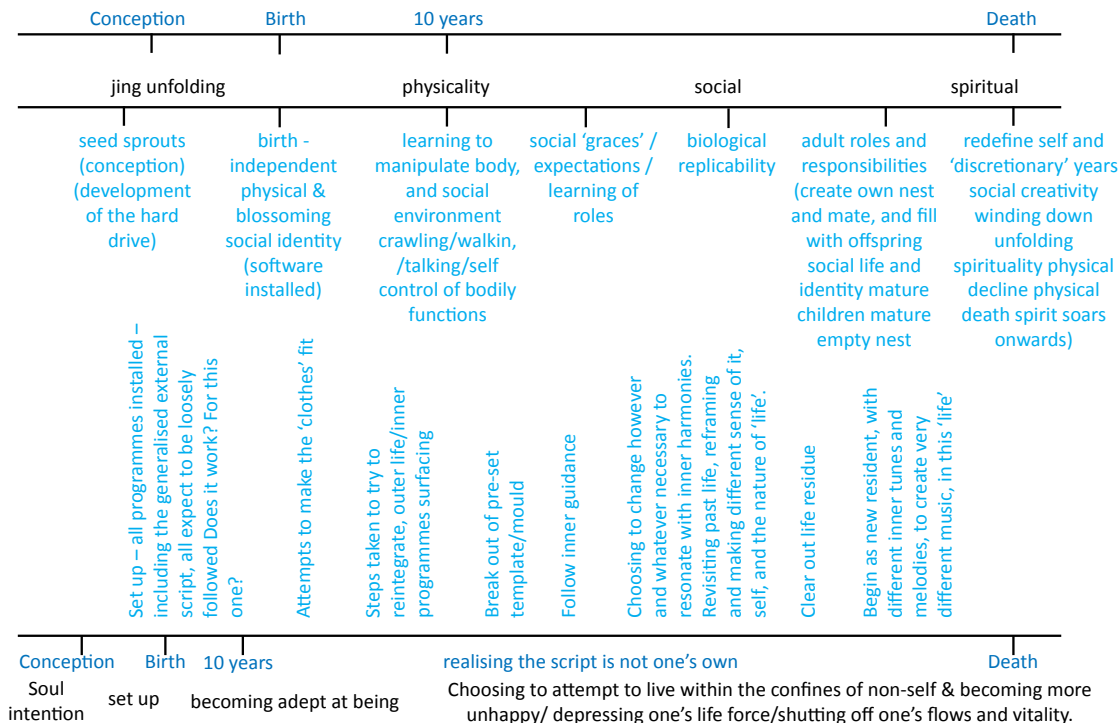 Conception
Birth
10 years
Death
jing unfolding
physicality
social
spiritual
seed sprouts
(conception)
(development
of the hard
drive)
birth -
independent
physical &
blossoming
social identity
(software
installed)
learning to
manipulate body,
and social
environment
crawling/walkin,
/talking/self
control of bodily
functions
social ‘graces’ /
expectations /
learning of
roles
biological
replicability
adult roles and
responsibilities
(create own nest
and mate, and fill
with offspring
social life and
identity mature
children mature
empty nest
redefine self and
‘discretionary’ years
social creativity
winding down
unfolding
spirituality physical
decline physical
death spirit soars
onwards)
Set up – all programmes installed –
including the generalised external
script, all expect to be loosely
followed Does it work? For this
one?
Attempts to make the ‘clothes’ fit
Steps taken to try to
reintegrate, outer life/inner
programmes surfacing
Break out of pre-set
template/mould
Follow inner guidance
Choosing to change however
and whatever necessary to
resonate with inner harmonies.
Revisiting past life, reframing
and making different sense of it,
self, and the nature of ‘life’.
Clear out life residue
Begin as new resident, with
different inner tunes and
melodies, to create very
different music, in this ‘life’
Conception
Birth
10 years
realising the script is not one’s own
Death
Soul
intention
set up
becoming adept at being
Choosing to attempt to live within the confines of non-self & becoming more
unhappy/ depressing one’s life force/shutting off one’s flows and vitality.